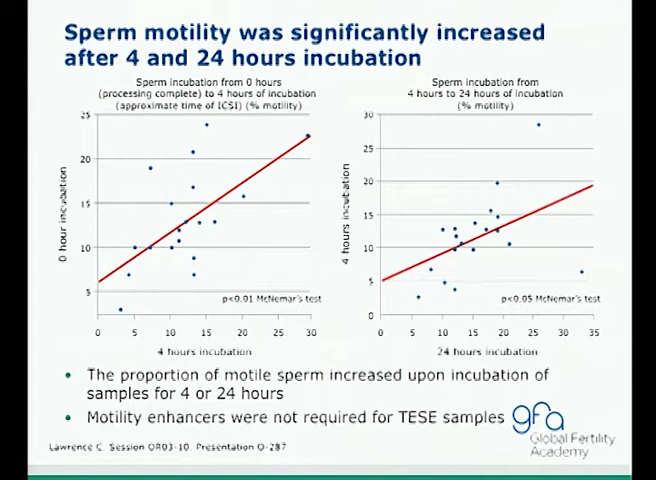 Sperm motility was significantly increased
after 4 and 24 hours incubation
Sperm incubation from 0 hours
(processing complete) to 4 hours of incubation
(approximate time of ICSI) (% motility)
25
20
15
10
5
0 hour incubation
p<0.01 McNemar's test
0 5 10 15 20 25 30
4 hours incubation
Sperm incubation from
4 hours to 24 hours of incubation
(% motility)
30
25
20
15
10
5
0
4 hours incubation
p<0.05 McNemar's test
0 5 10 15 20 25 30 35
24 hours incubation
• The proportion of motile sperm increased upon incubation of
samples for 4 or 24 hours
• Motility enhancers were not required for TESE samples
gfa
Global Fertility
Academy
Lawrence C. Session OR03-10. Presentation O-287